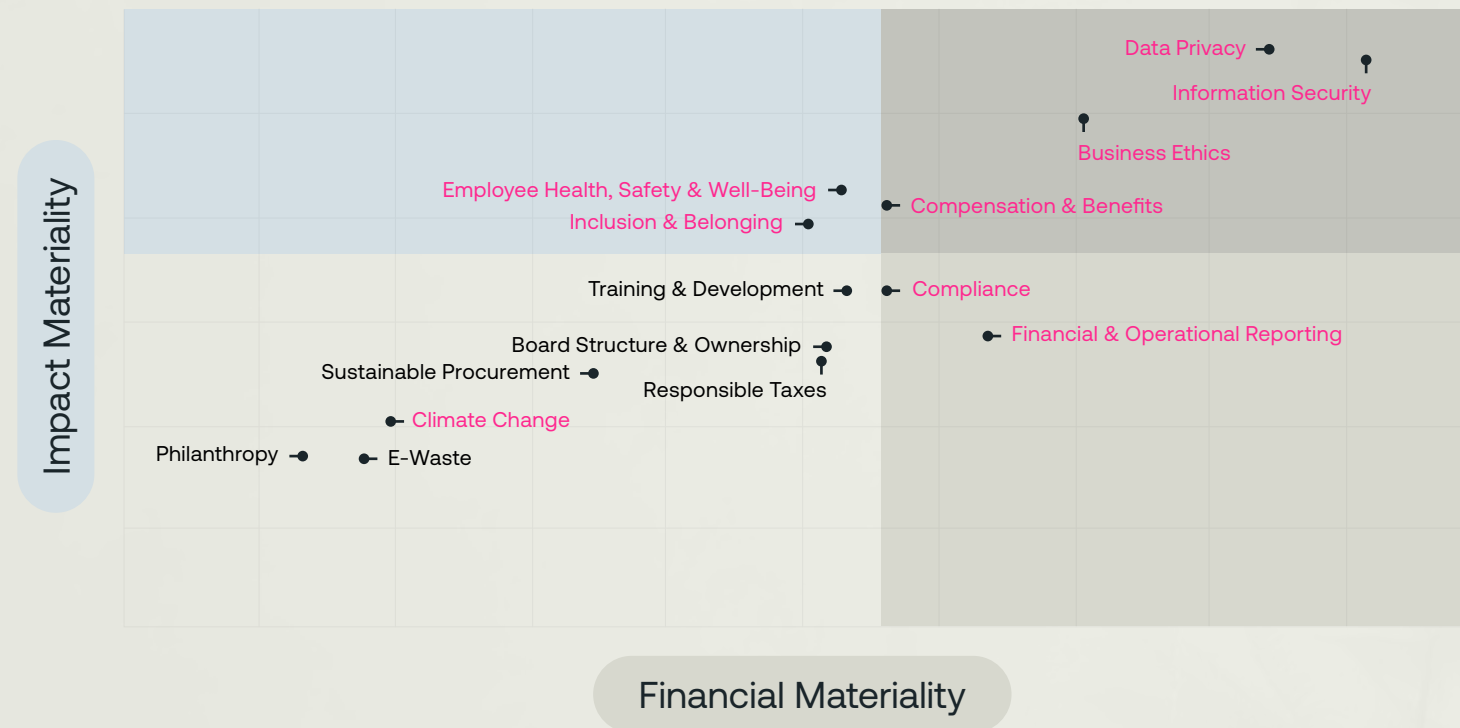 Data Privacy
Information Security
Business Ethics
Employee Health, Safety & Well-Being
Compensation & Benefits
Inclusion & Belonging
Training & Development
Compliance
Financial & Operational Reporting
Board Structure & Ownership
Sustainable Procurement
Responsible Taxes
Climate Change
Philanthropy
E-Waste
Impact Materiality
Financial Materiality